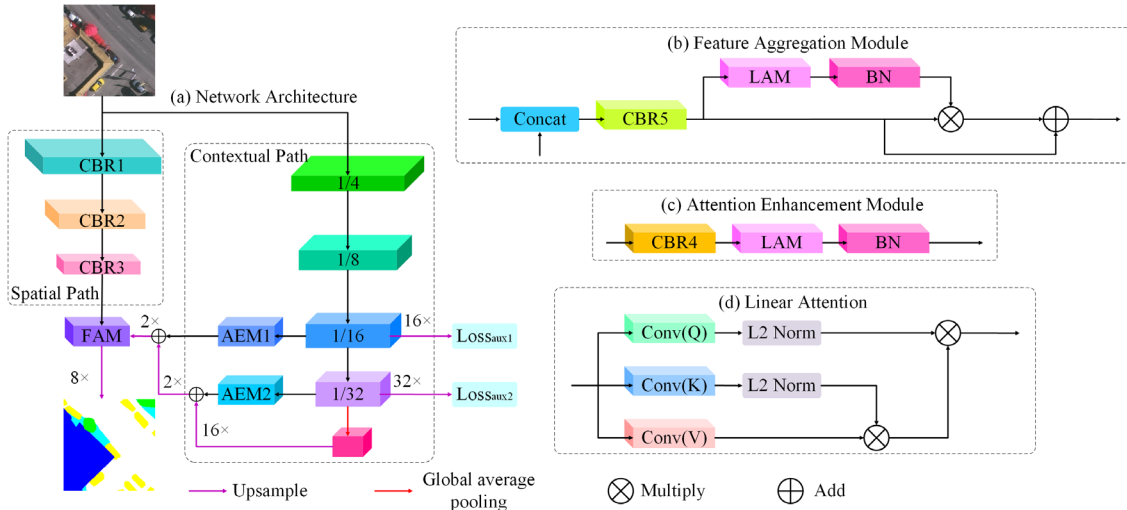 (a) Network Architecture
CBR1
CBR2
CBR3
Spatial Path
Contextual Path
1/4
1/8
1/16
1/32
16×
32×
Lossaux1
Lossaux2
AEM1
AEM2
2×
2×
16×
FAM
8×
(b) Feature Aggregation Module
Concat
CBR5
LAM
BN
(c) Attention Enhancement Module
CBR4
LAM
BN
(d) Linear Attention
Conv(Q)
L2 Norm
Conv(K)
L2 Norm
Conv(V)
Upsample
Global average
pooling
Multiply
Add